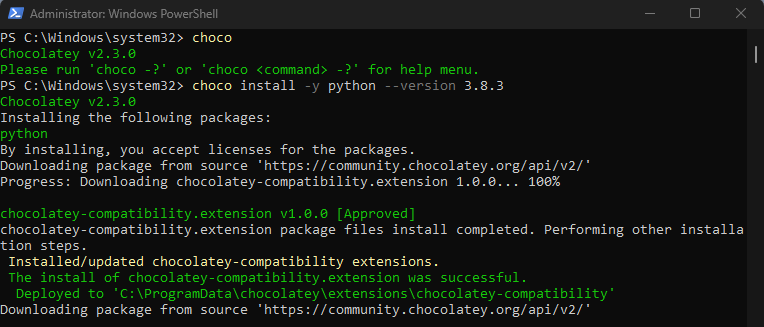 Administrator: Windows PowerShell
PS C:\Windows\system32> choco
Chocolatey v2.3.0
Please run 'choco -?' or 'choco <command> -?' for help menu.
PS C:\Windows\system32> choco install -y python --version 3.8.3
Chocolatey v2.3.0
Installing the following packages:
python
By installing, you accept licenses for the packages.
Downloading package from source 'https://community.chocolatey.org/api/v2/'
Progress: Downloading chocolatey-compatibility.extension 1.0.0... 100%
chocolatey-compatibility.extension v1.0.0 [Approved]
chocolatey-compatibility.extension package files install completed. Performing other installa
tion steps.
 Installed/updated chocolatey-compatibility extensions.
 The install of chocolatey-compatibility.extension was successful.
  Deployed to 'C:\ProgramData\chocolatey\extensions\chocolatey-compatibility'
Downloading package from source 'https://community.chocolatey.org/api/v2/'